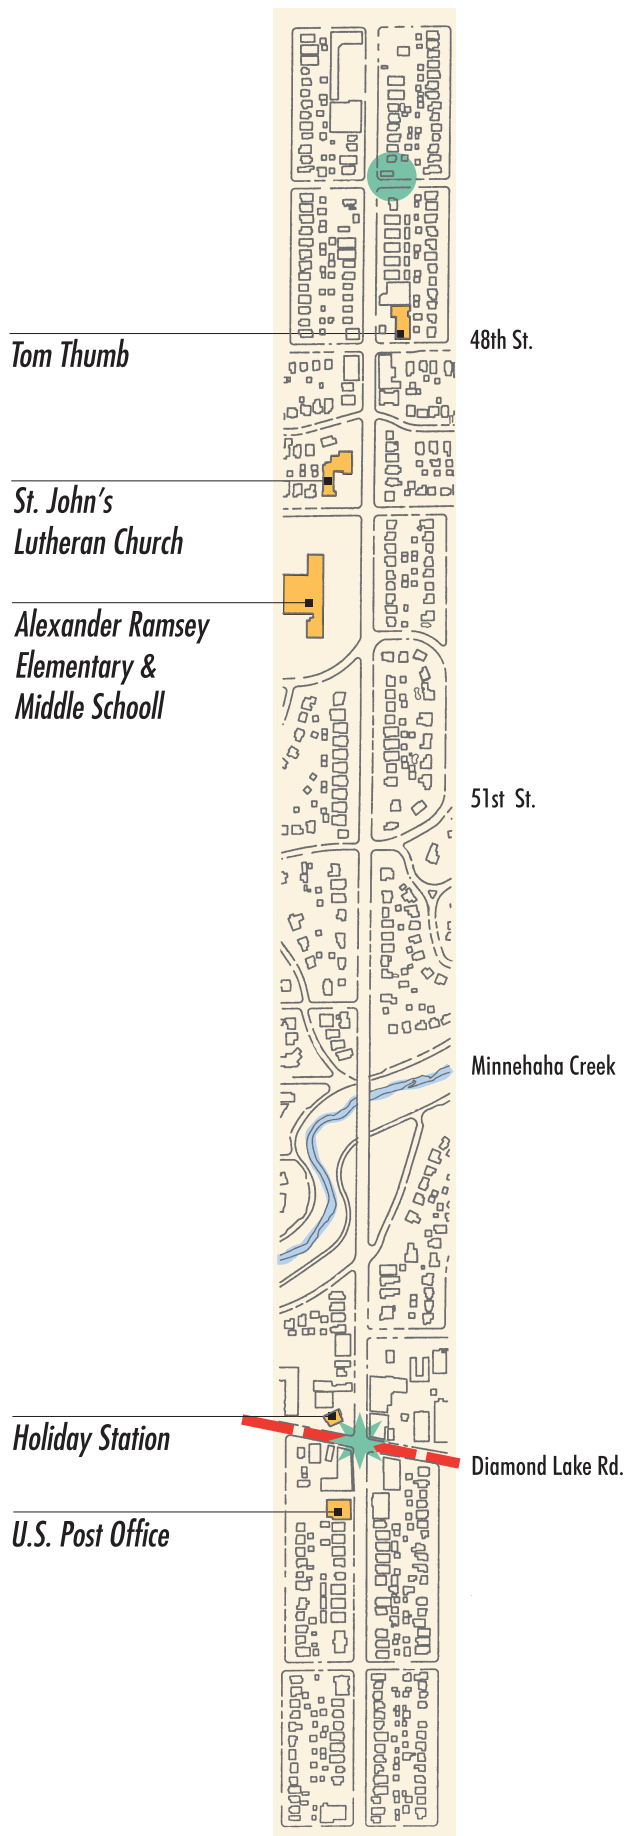 48th St.
Tom Thumb
St. John's
Lutheran Church
Alexander Ramsey
Elementary &
Middle Schooll
51st St.
Minnehaha Creek
Holiday Station
Diamond Lake Rd.
U.S. Post Office